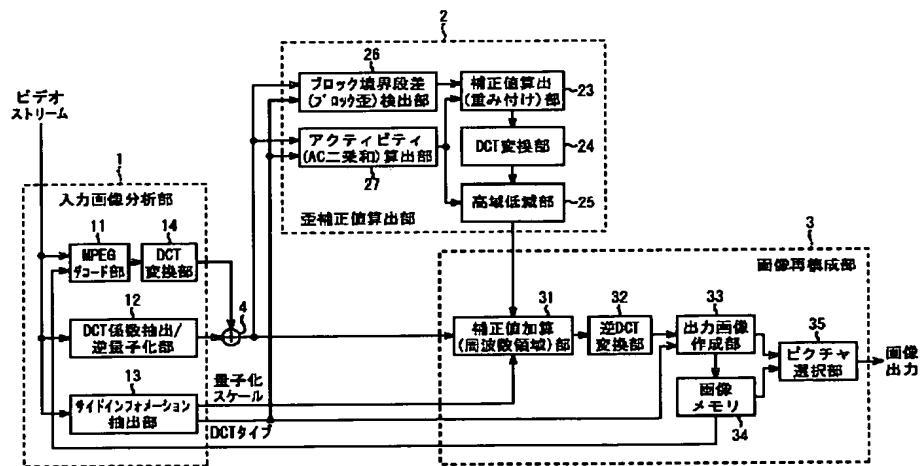 2
26
ブロック境界段差
(ブロック歪)検出部
補正値算出
(重み付け)部
23
ビデオ
ストリーム
アクティビティ
(AC二乗和)算出部
27
DCT変換部
24
1
入力画像分析部
高域低減部
25
歪補正値算出部
11
MPEG
デコード部
14
DCT
変換部
3
画像再構成部
12
DCT係数抽出/
逆量子化部
4
31
補正値加算
(周波数領域)部
32
逆DCT
変換部
33
出力画像
作成部
35
ピクチャ
選択部
画像
出力
13
サイドインフォメーション
抽出部
量子化
スケール
DCTタイプ
画像
メモリ
34